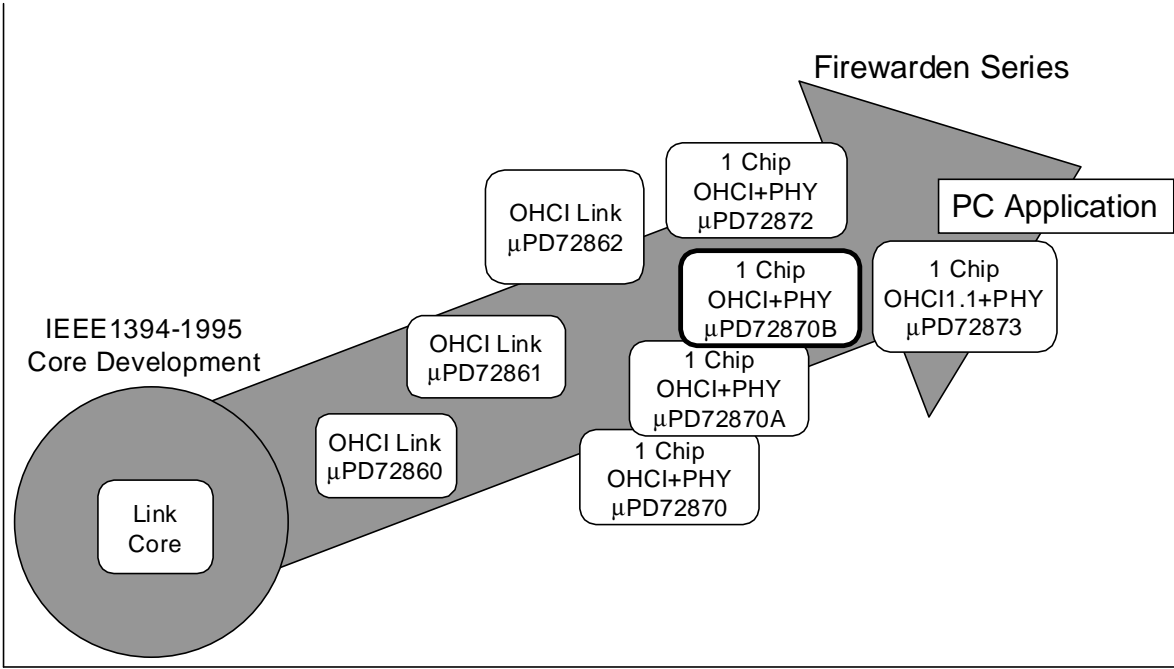 Firewarden Series
PC Application
1 Chip
OHCI+PHY
μPD72872
OHCI Link
μPD72862
1 Chip
OHCI+PHY
μPD72870B
1 Chip
OHCI1.1+PHY
μPD72873
IEEE1394-1995
Core Development
OHCI Link
μPD72861
1 Chip
OHCI+PHY
μPD72870A
OHCI Link
μPD72860
1 Chip
OHCI+PHY
μPD72870
Link
Core